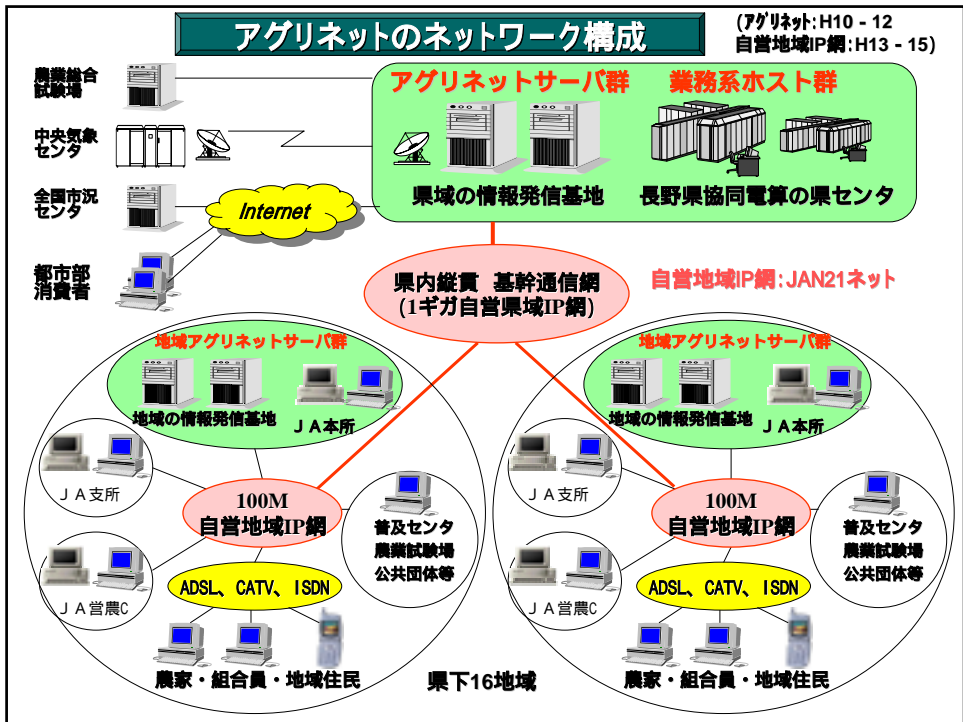 アグリネットのネットワーク構成
(アグリネット:H10 - 12
自営地域IP網:H13 - 15)
農業総合
試験場
中央気象
センタ
全国市況
センタ
都市部
消費者
Internet
アグリネットサーバ群
業務系ホスト群
県域の情報発信基地
長野県協同電算の県センタ
県内縦貫 基幹通信網
(1ギガ自営県域IP網)
自営地域IP網:JAN21ネット
地域アグリネットサーバ群
地域の情報発信基地
JA本所
JA支所
100M
自営地域IP網
普及センタ
農業試験場
公共団体等
JA営農C
ADSL、CATV、ISDN
農家・組合員・地域住民
地域アグリネットサーバ群
地域の情報発信基地
JA本所
JA支所
100M
自営地域IP網
普及センタ
農業試験場
公共団体等
JA営農C
ADSL、CATV、ISDN
農家・組合員・地域住民
県下16地域